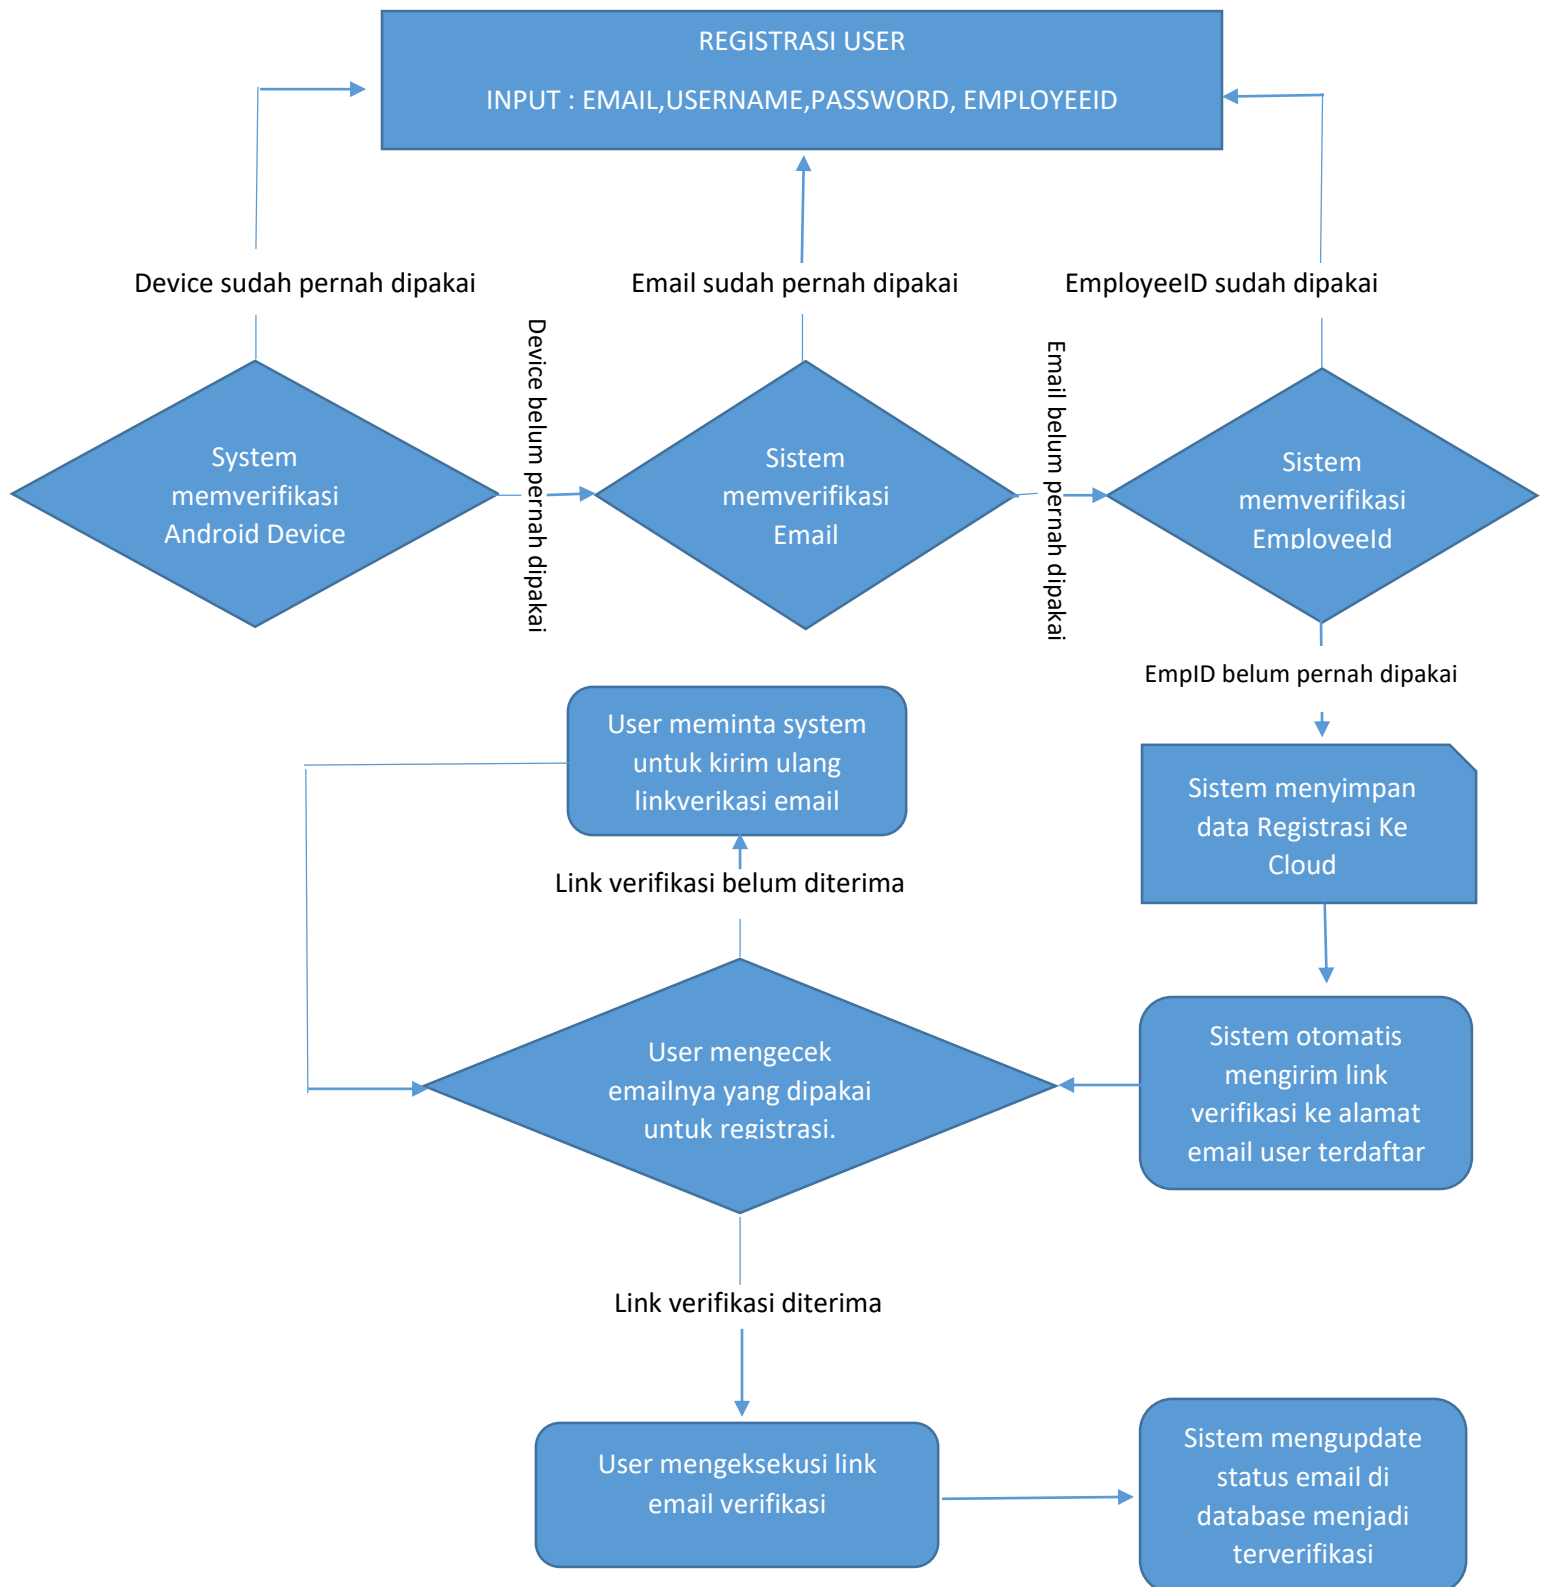 REGISTRASI USER
INPUT : EMAIL,USERNAME,PASSWORD, EMPLOYEEID
Device sudah pernah dipakai
Email sudah pernah dipakai
EmployeeID sudah dipakai
System
memverifikasi
Android Device
Device belum pernah dipakai
Sistem
memverifikasi
Email
Email belum pernah dipakai
Sistem
memverifikasi
EmployeeId
EmpID belum pernah dipakai
User meminta system
untuk kirim ulang
linkverikasi email
Sistem menyimpan
data Registrasi Ke
Cloud
Link verifikasi belum diterima
User mengecek
emailnya yang dipakai
untuk registrasi.
Sistem otomatis
mengirim link
verifikasi ke alamat
email user terdaftar
Link verifikasi diterima
User mengeksekusi link
email verifikasi
Sistem mengupdate
status email di
database menjadi
terverifikasi